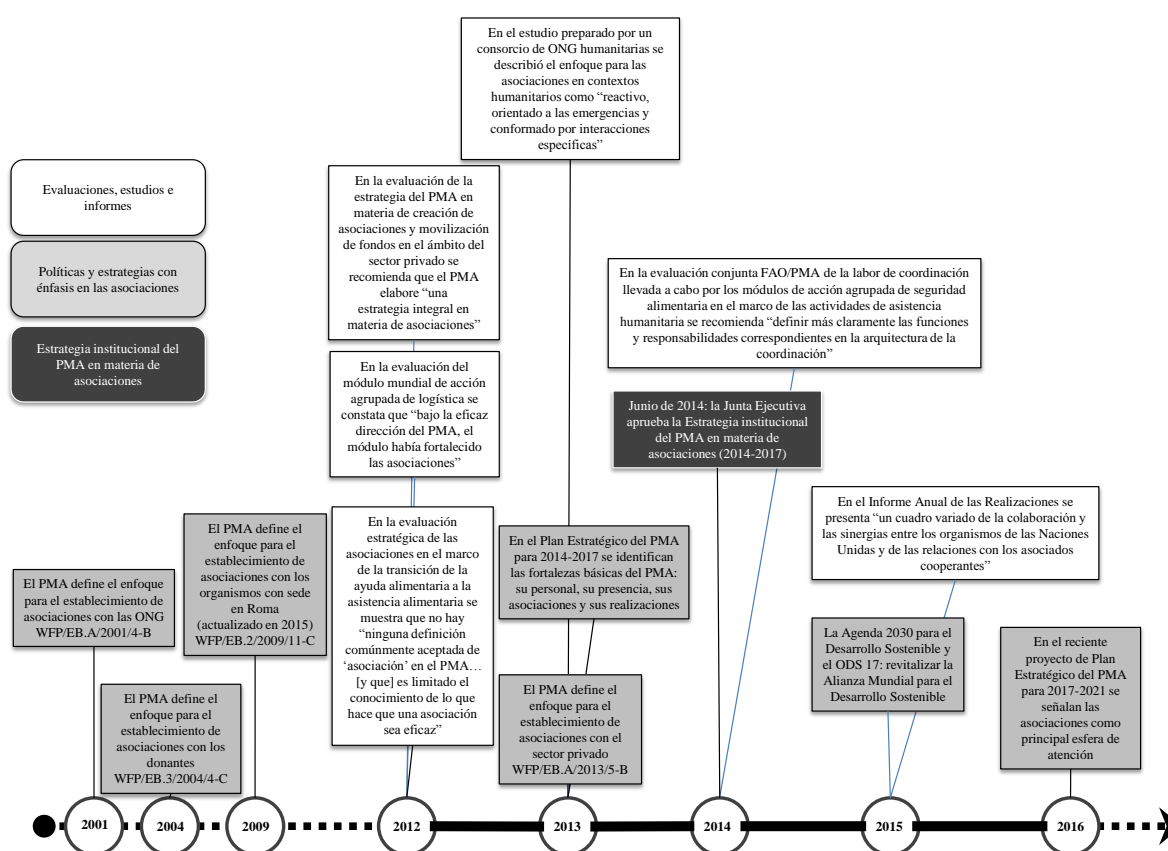 En el estudio preparado por un
consorcio de ONG humanitarias se
describió el enfoque para las
asociaciones en contextos
humanitarios como “reactivo,
orientado a las emergencias y
conformado por interacciones
específicas”
Evaluaciones, estudios e
informes
Políticas y estrategias con
énfasis en las asociaciones
Estrategia institucional del
PMA en materia de
asociaciones
En la evaluación de la
estrategia del PMA en
materia de creación de
asociaciones y movilización
de fondos en el ámbito del
sector privado se
recomienda que el PMA
elabore “una
estrategia integral en
materia de asociaciones”
En la evaluación del
módulo mundial de acción
agrupada de logística se
constata que “bajo la eficaz
dirección del PMA, el
módulo había fortalecido
las asociaciones”
En la evaluación conjunta FAO/PMA de la labor de coordinación
llevada a cabo por los módulos de acción agrupada de seguridad
alimentaria en el marco de las actividades de asistencia
humanitaria se recomienda “definir más claramente las funciones
y responsabilidades correspondientes en la arquitectura de la
coordinación”
Junio de 2014: la Junta Ejecutiva
aprueba la Estrategia institucional
del PMA en materia de
asociaciones (2014-2017)
El PMA define el enfoque
para el establecimiento de
asociaciones con las ONG
WFP/EB.A/2001/4-B
El PMA define el
enfoque para el
establecimiento de
asociaciones con los
donantes
WFP/EB.3/2004/4-C
El PMA define el
enfoque para el
establecimiento de
asociaciones con los
organismos con sede
en Roma
(actualizado en 2015)
WFP/EB.2/2009/11-C
En la evaluación
estratégica de las
asociaciones en el marco
de la transición de la
ayuda alimentaria a la
asistencia alimentaria se
muestra que no hay
“ninguna definición
comúnmente aceptada de
‘asociación’ en el PMA…
[y que] es limitado el
conocimiento de lo que
hace que una asociación
sea eficaz”
En el Plan Estratégico del PMA
para 2014-2017 se identifican
las fortalezas básicas del PMA:
su personal, su presencia, sus
asociaciones y sus realizaciones
El PMA define el
enfoque para el
establecimiento de
asociaciones con el
sector privado
WFP/EB.A/2013/5-B
En el Informe Anual de las Realizaciones se
presenta “un cuadro variado de la colaboración y
las sinergias entre los organismos de las Naciones
Unidas y de las relaciones con los asociados
cooperantes”
La Agenda 2030 para el
Desarrollo Sostenible y
el ODS 17: revitalizar la
Alianza Mundial para el
Desarrollo Sostenible
En el reciente
proyecto de Plan
Estratégico del PMA
para 2017-2021 se
señalan las
asociaciones como
principal esfera de
atención
2001
2004
2009
2012
2013
2014
2015
2016